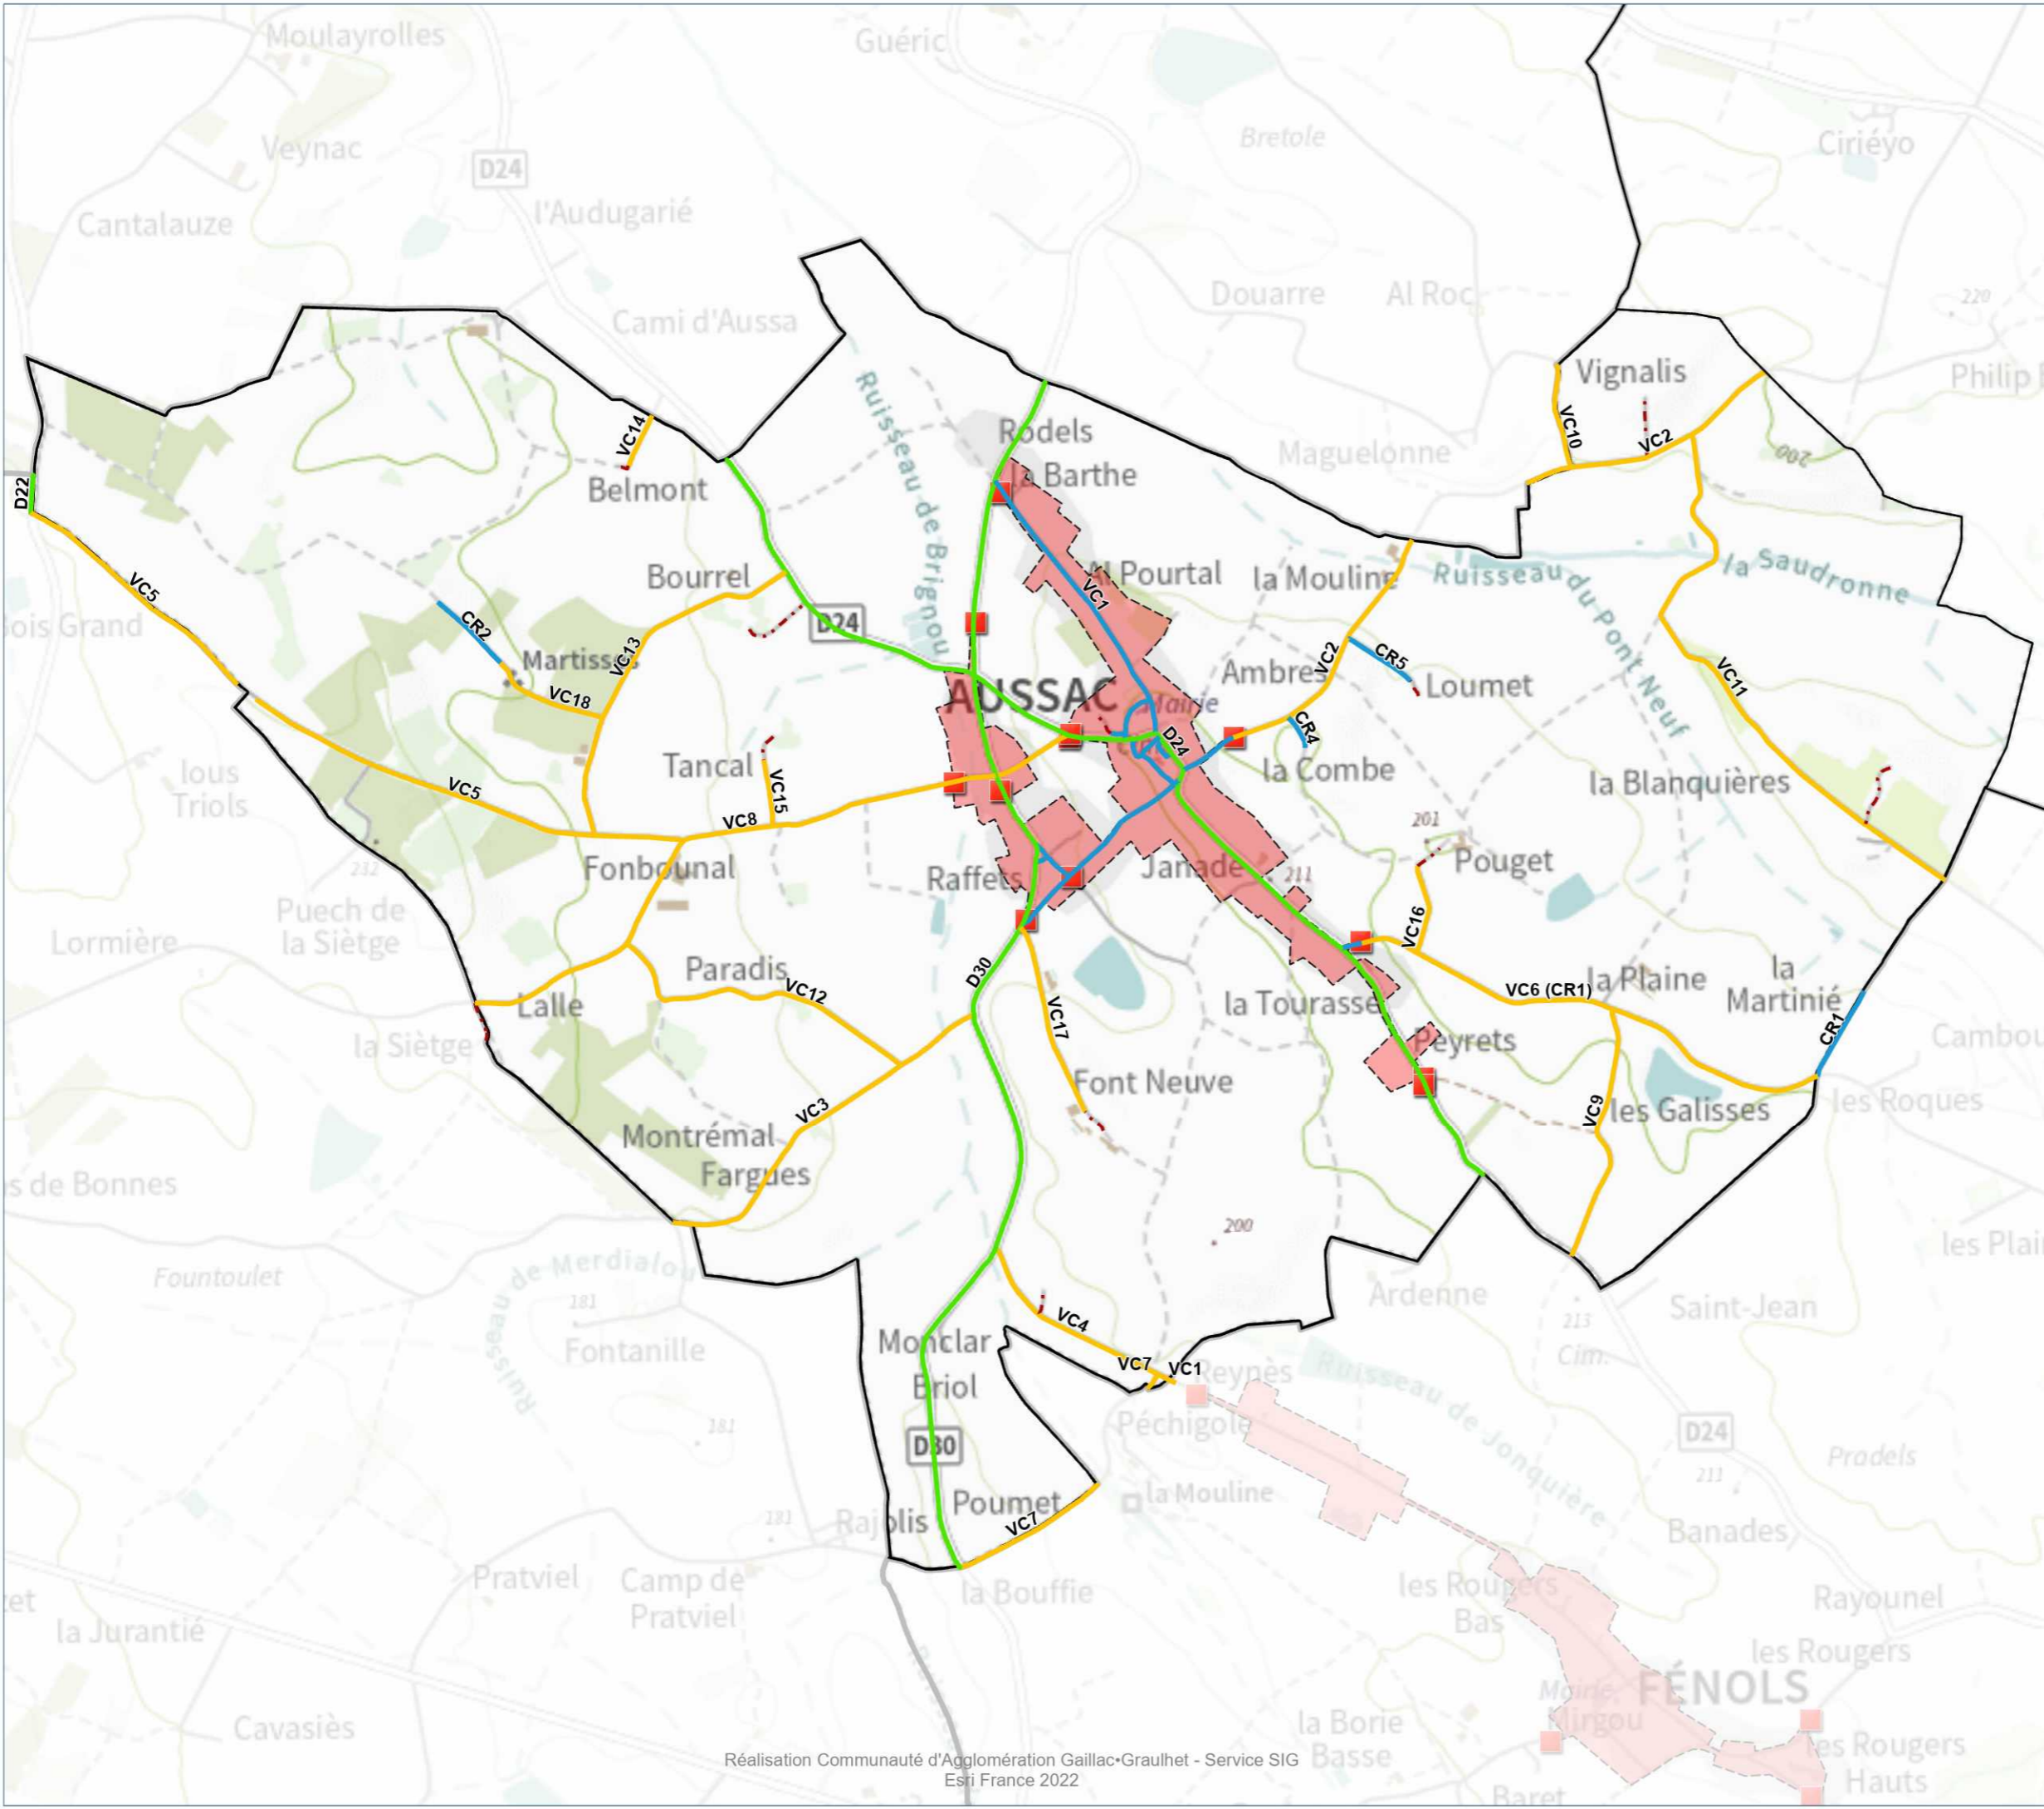 Moulayrolles
Guéric
Veynac
D24
Bretole
Ciriéyo
Cantalauze
l'Audugarié
Cami d'Aussa
Douarre
Al Roc
220
Vignalis
Philip
Ruisseau de Brignou
Rodels
la Barthe
Maguelonne
VC10
VC2
200
VC14
Belmont
D22
VC5
Bois Grand
CR2
Bourrel
D24
VC13
Martisses
VC18
Al Pourtal
VC1
la Mouline
Ruisseau du Pont Neuf
la Saudronne
AUSSAC
Mairie
Ambres
VC2
CR5
Loumet
VC11
CR4
D24
la Combe
la Blanquières
Tancal
VC15
lous
Triols
VC5
VC8
201
Fonbounal
232
Raffets
Janade
211
Pouget
Puech de
la Siètge
Lormière
VC16
Paradis
VC12
D30
la Tourasse
VC6 (CR1)
la Plaine
la
Martinié
Lalle
VC17
la Siètge
Peyrets
CR1
Cambou
Font Neuve
VC3
VC9
les Galisses
les Roques
Montrémal
Fargues
s de Bonnes
200
les Plai
Ruisseau de Merdialou
Fountoulet
181
Fontanille
Ardenne
213
Cim.
Saint-Jean
Monclar
VC4
VC7
VC1
Reynès
Briol
Ruisseau de Jonquière
Péchigole
181
D30
D24
211
Pradels
la Mouline
Poumet
VC7
181
Rajolis
Banades
Pratviel
Camp de
Pratviel
la Bouffie
les Rougers
Bas
Rayounel
et
la Jurantié
les Rougers
FÉNOLS
Mairie
Mirgou
Cavasiès
la Borie
Basse
les Rougers
Hauts
Baret
Réalisation Communauté d'Agglomération Gaillac•Graulhet - Service SIG
Esri France 2022